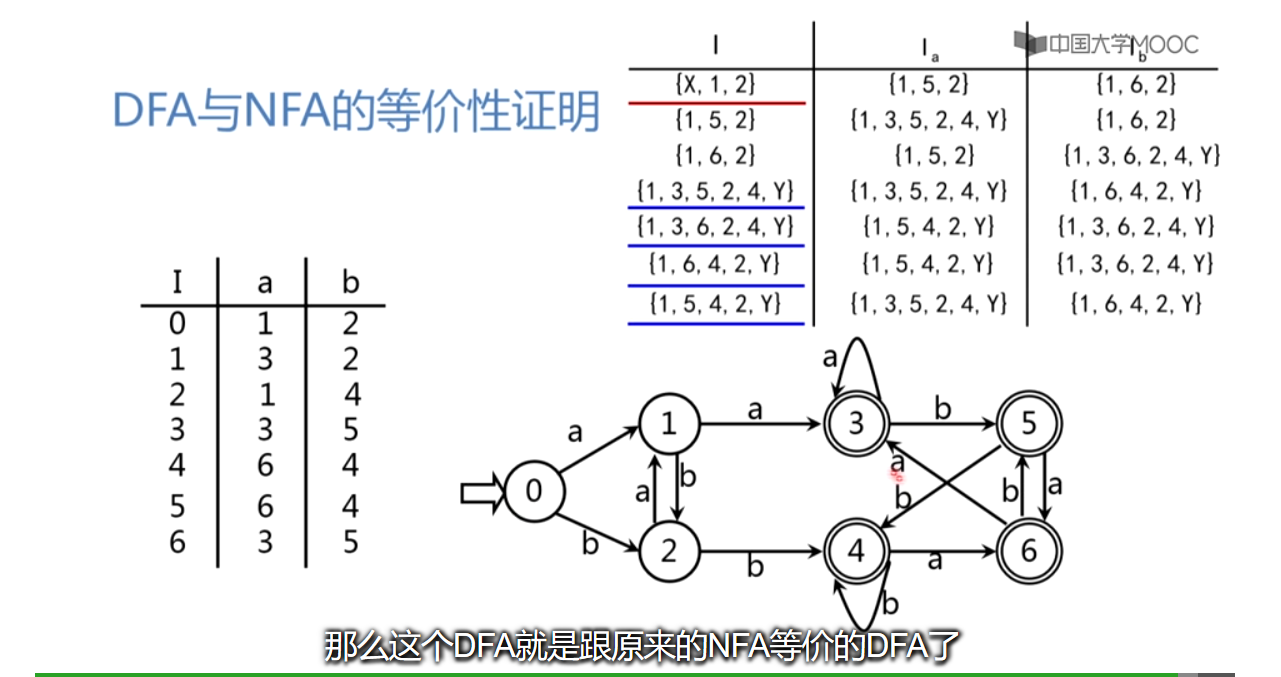 中国大学MOOC
DFA与NFA的等价性证明
I Ia Ib
{X, 1, 2} {1, 5, 2} {1, 6, 2}
{1, 5, 2} {1, 3, 5, 2, 4, Y} {1, 6, 2}
{1, 6, 2} {1, 5, 2} {1, 3, 6, 2, 4, Y}
{1, 3, 5, 2, 4, Y} {1, 3, 5, 2, 4, Y} {1, 6, 4, 2, Y}
{1, 3, 6, 2, 4, Y} {1, 5, 4, 2, Y} {1, 3, 6, 2, 4, Y}
{1, 6, 4, 2, Y} {1, 5, 4, 2, Y} {1, 3, 6, 2, 4, Y}
{1, 5, 4, 2, Y} {1, 3, 5, 2, 4, Y} {1, 6, 4, 2, Y}
I a b
0 1 2
1 3 2
2 1 4
3 3 5
4 6 4
5 6 4
6 3 5
a
a 1 a 3 b 5
0 a b a b b a
b 2 b 4 a 6
b
那么这个DFA就是跟原来的NFA等价的DFA了